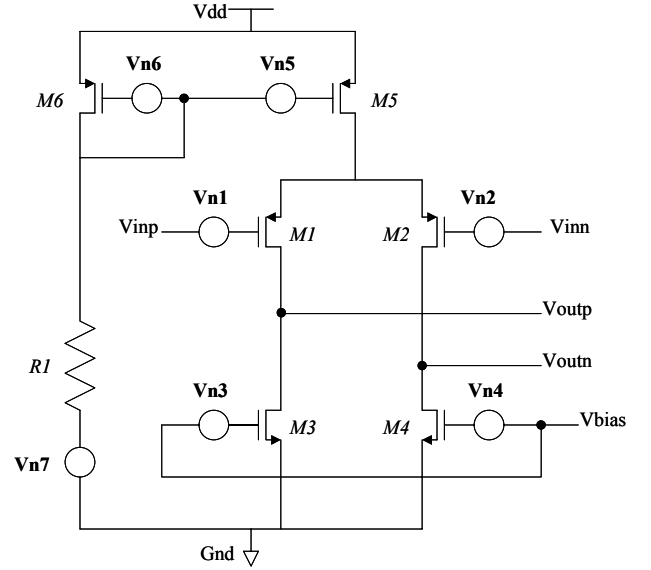 Vdd
Vn6 Vn5
M6 M5
Vn1 Vn2
Vinp M1 M2 Vinn
Voutp
R1 Voutn
Vn3 Vn4
M3 M4 Vbias
Vn7
Gnd